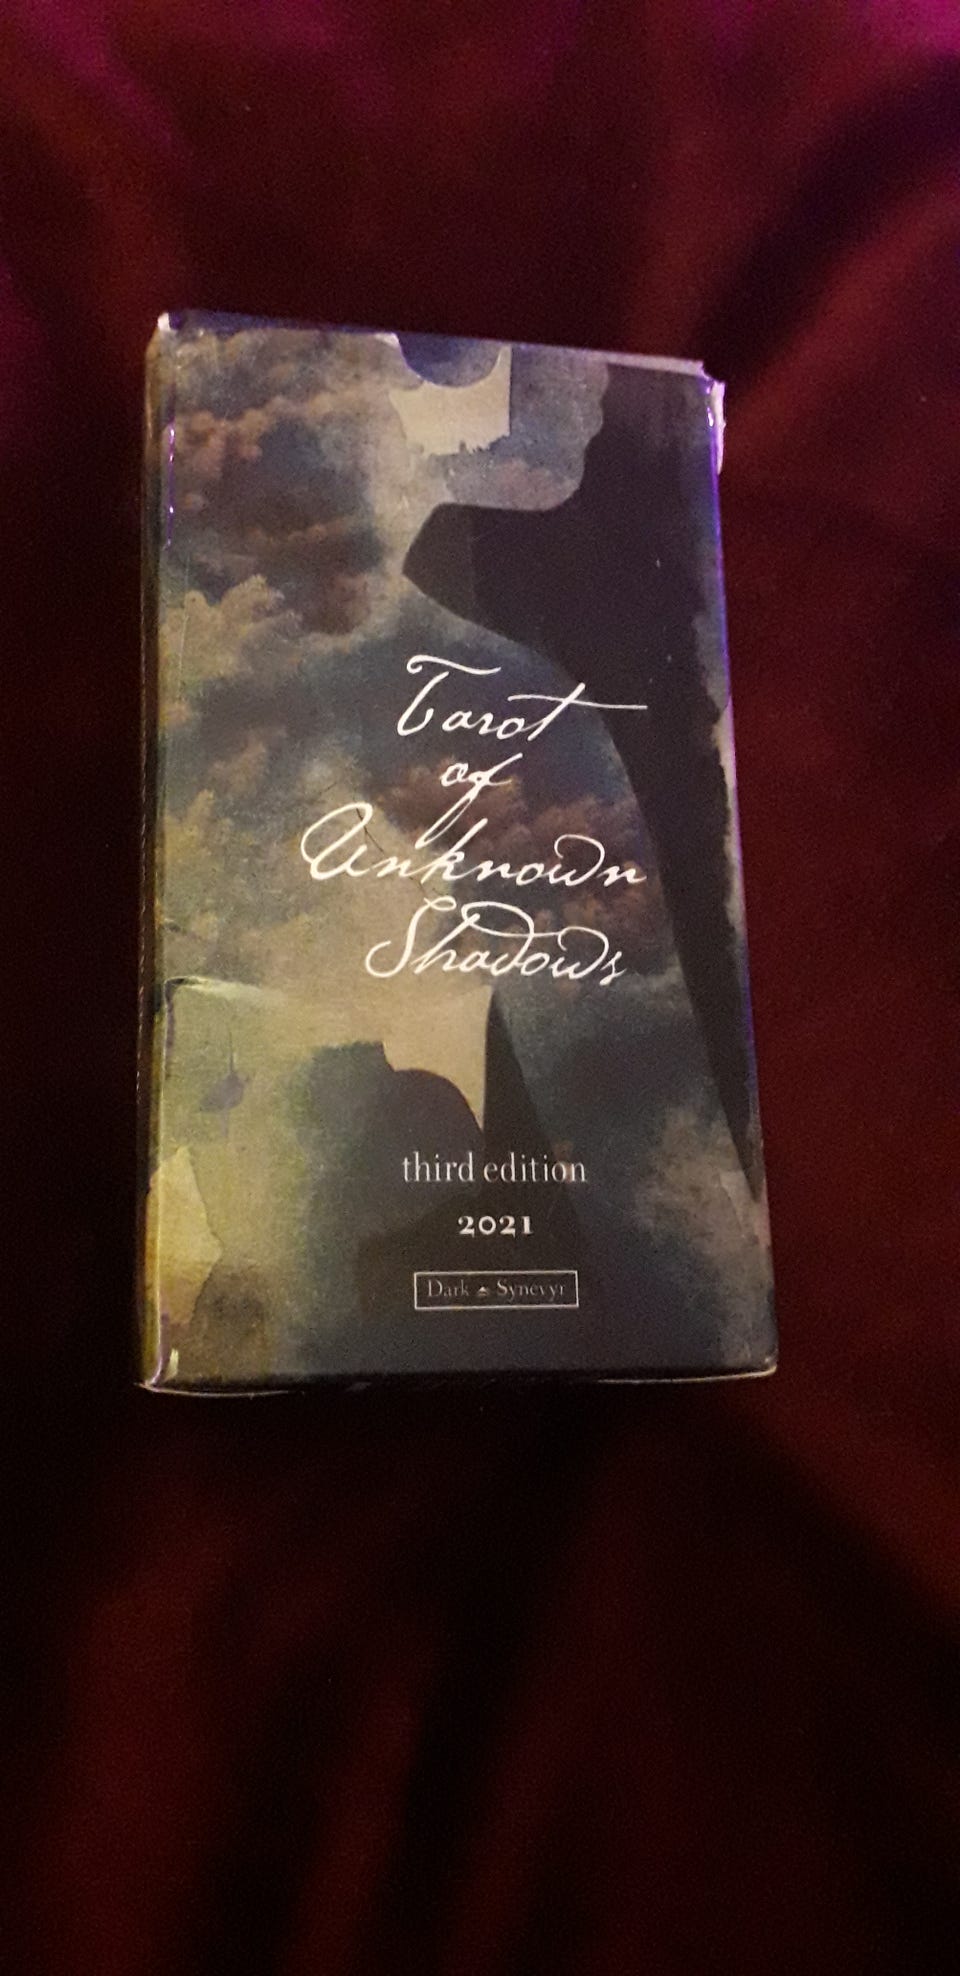 Tarot
of
Unknown
Shadows
third edition
2021
Dark Synevyr